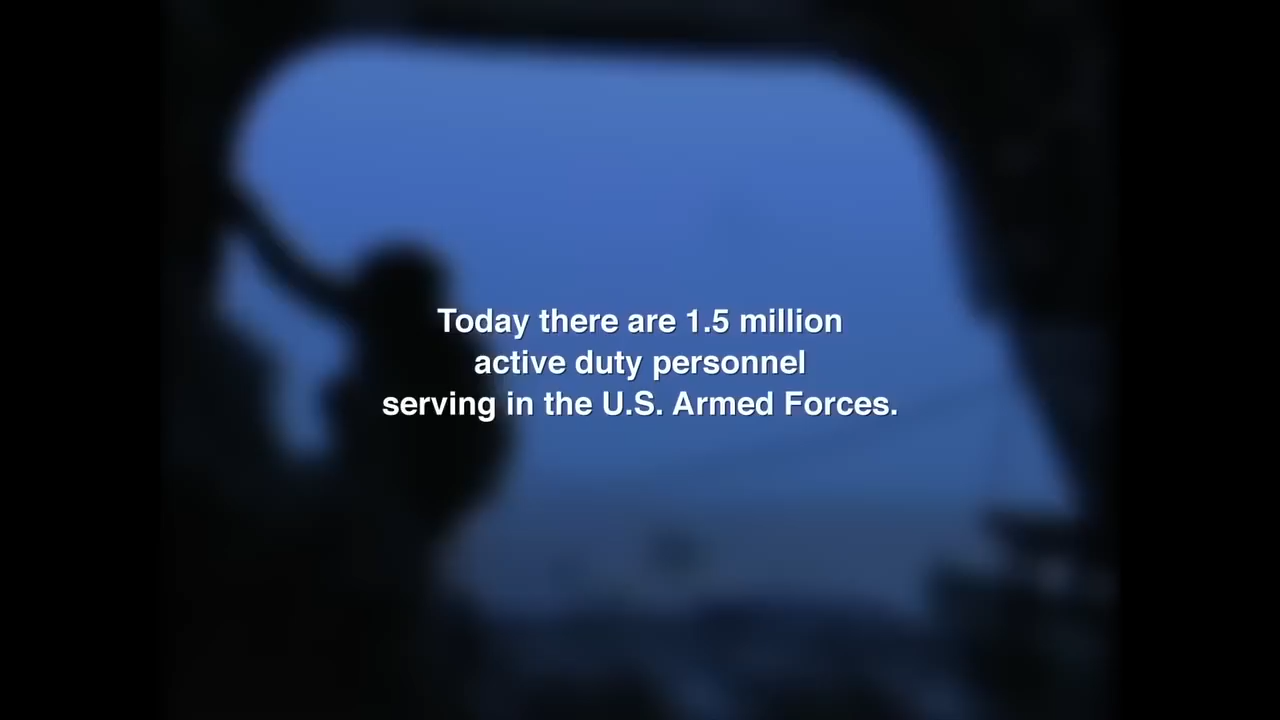 Today there are 1.5 million
active duty personnel
serving in the U.S. Armed Forces.